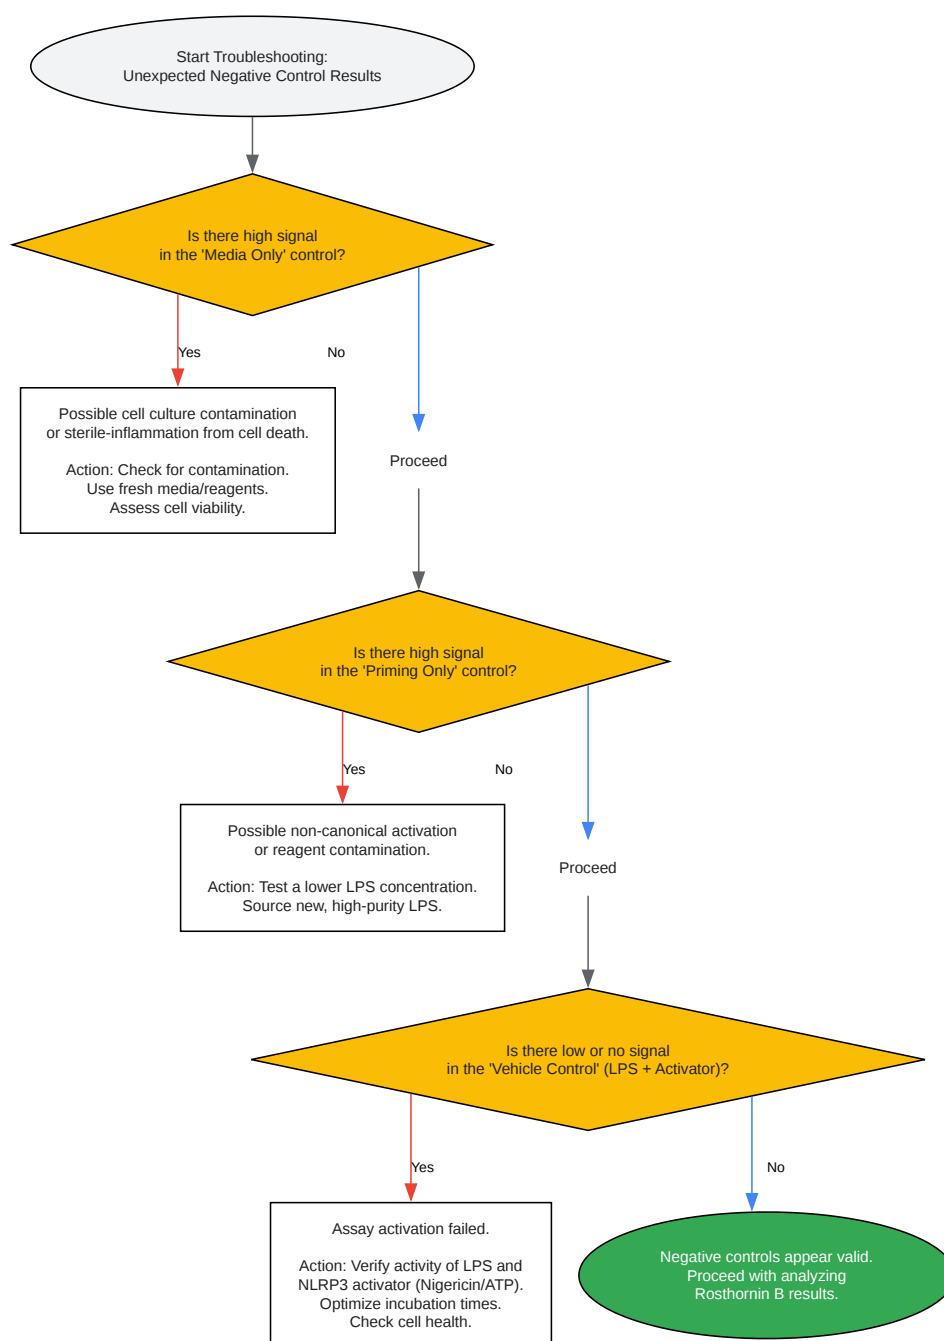 Start Troubleshooting:
Unexpected Negative Control Results
Is there high signal
in the 'Media Only' control?
Yes
No
Possible cell culture contamination
or sterile-inflammation from cell death.
Action: Check for contamination.
Use fresh media/reagents.
Assess cell viability.
Proceed
Is there high signal
in the 'Priming Only' control?
Yes
No
Possible non-canonical activation
or reagent contamination.
Action: Test a lower LPS concentration.
Source new, high-purity LPS.
Proceed
Is there low or no signal
in the 'Vehicle Control' (LPS + Activator)?
Yes
No
Assay activation failed.
Action: Verify activity of LPS and
NLRP3 activator (Nigericin/ATP).
Optimize incubation times.
Check cell health.
Negative controls appear valid.
Proceed with analyzing
Rosthornin B results.